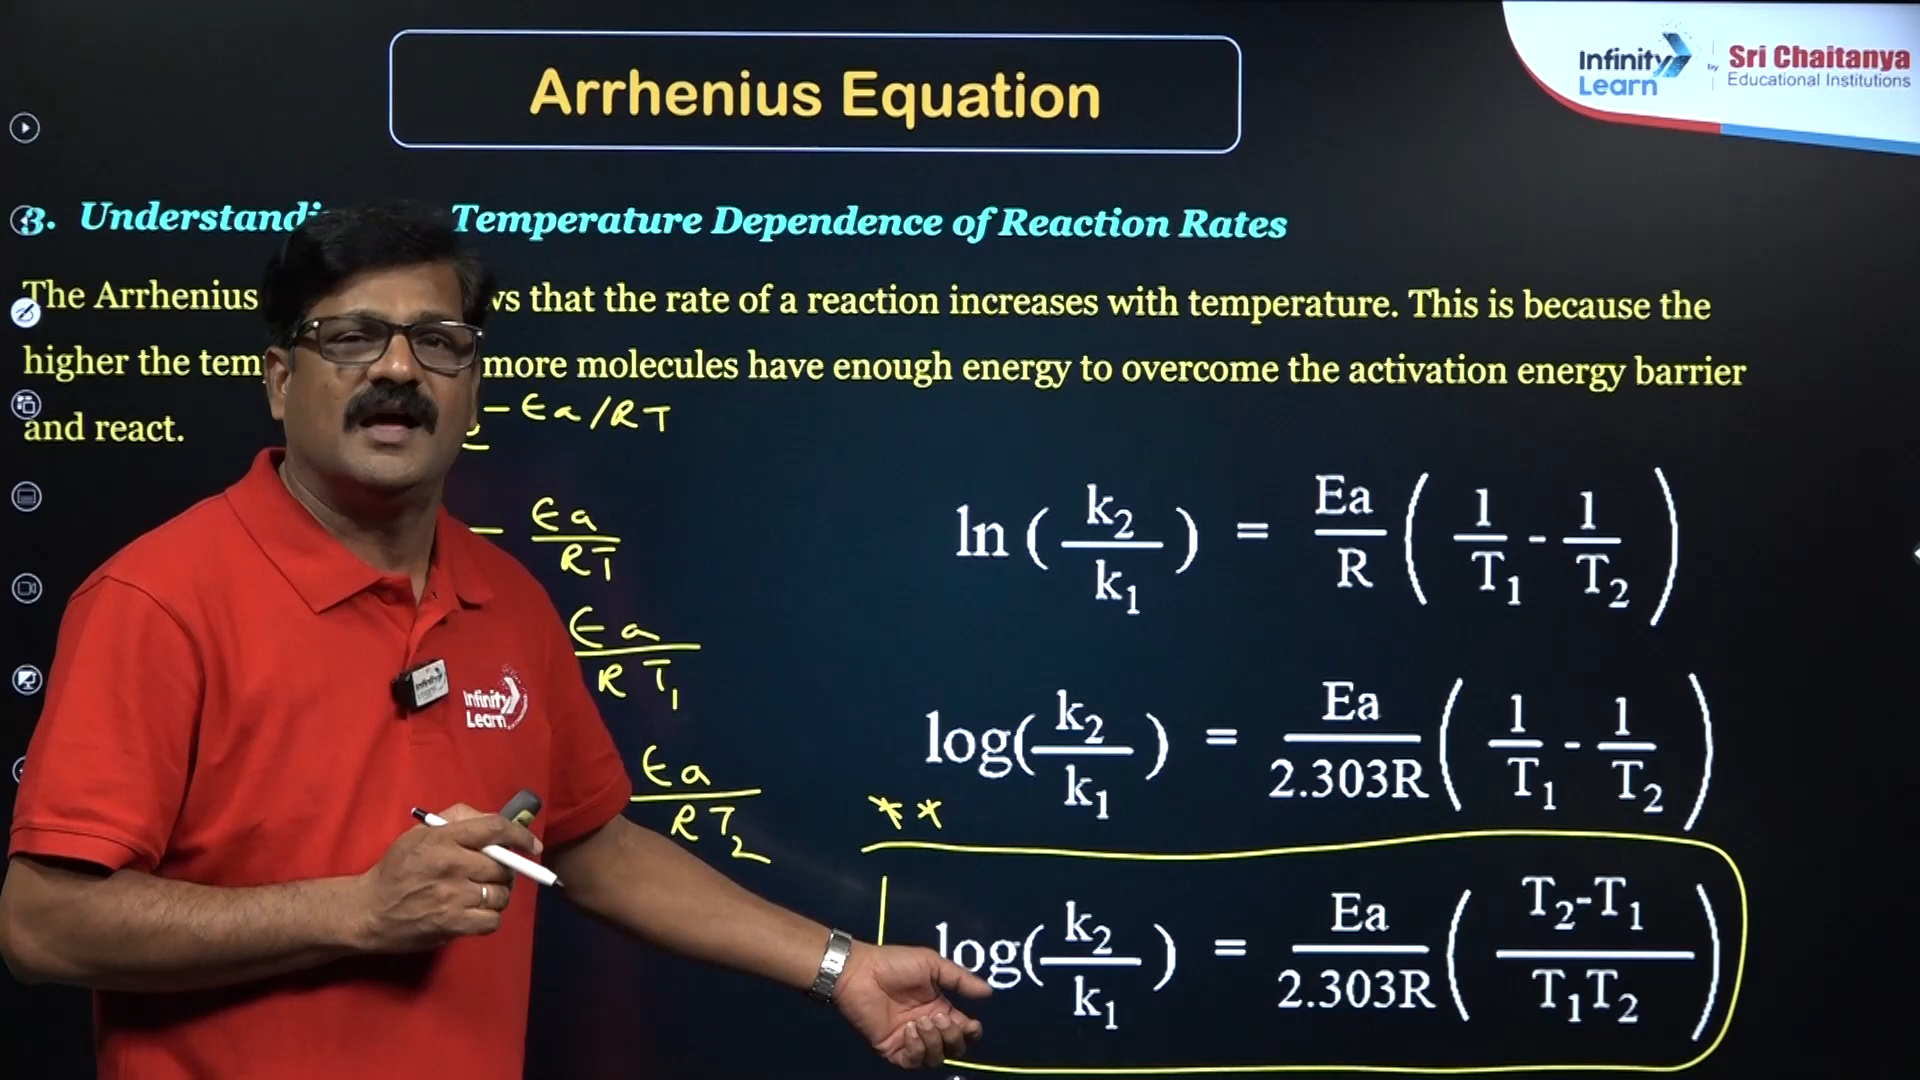 Arrhenius Equation
Infinity Learn by Sri Chaitanya Educational Institutions
3. Temperature Dependence of Reaction Rates
The Arrhenius that the rate of a reaction increases with temperature. This is because the
higher the more molecules have enough energy to overcome the activation energy barrier
and react.
e -Ea/RT
- Ea/RT
Ea/RT₁
Ea/RT₂
ln(k₂/k₁) = Ea/R (1/T₁ - 1/T₂)
log(k₂/k₁) = Ea/2.303R (1/T₁ - 1/T₂)
**
log(k₂/k₁) = Ea/2.303R (T₂-T₁/T₁T₂)
Infinity Learn